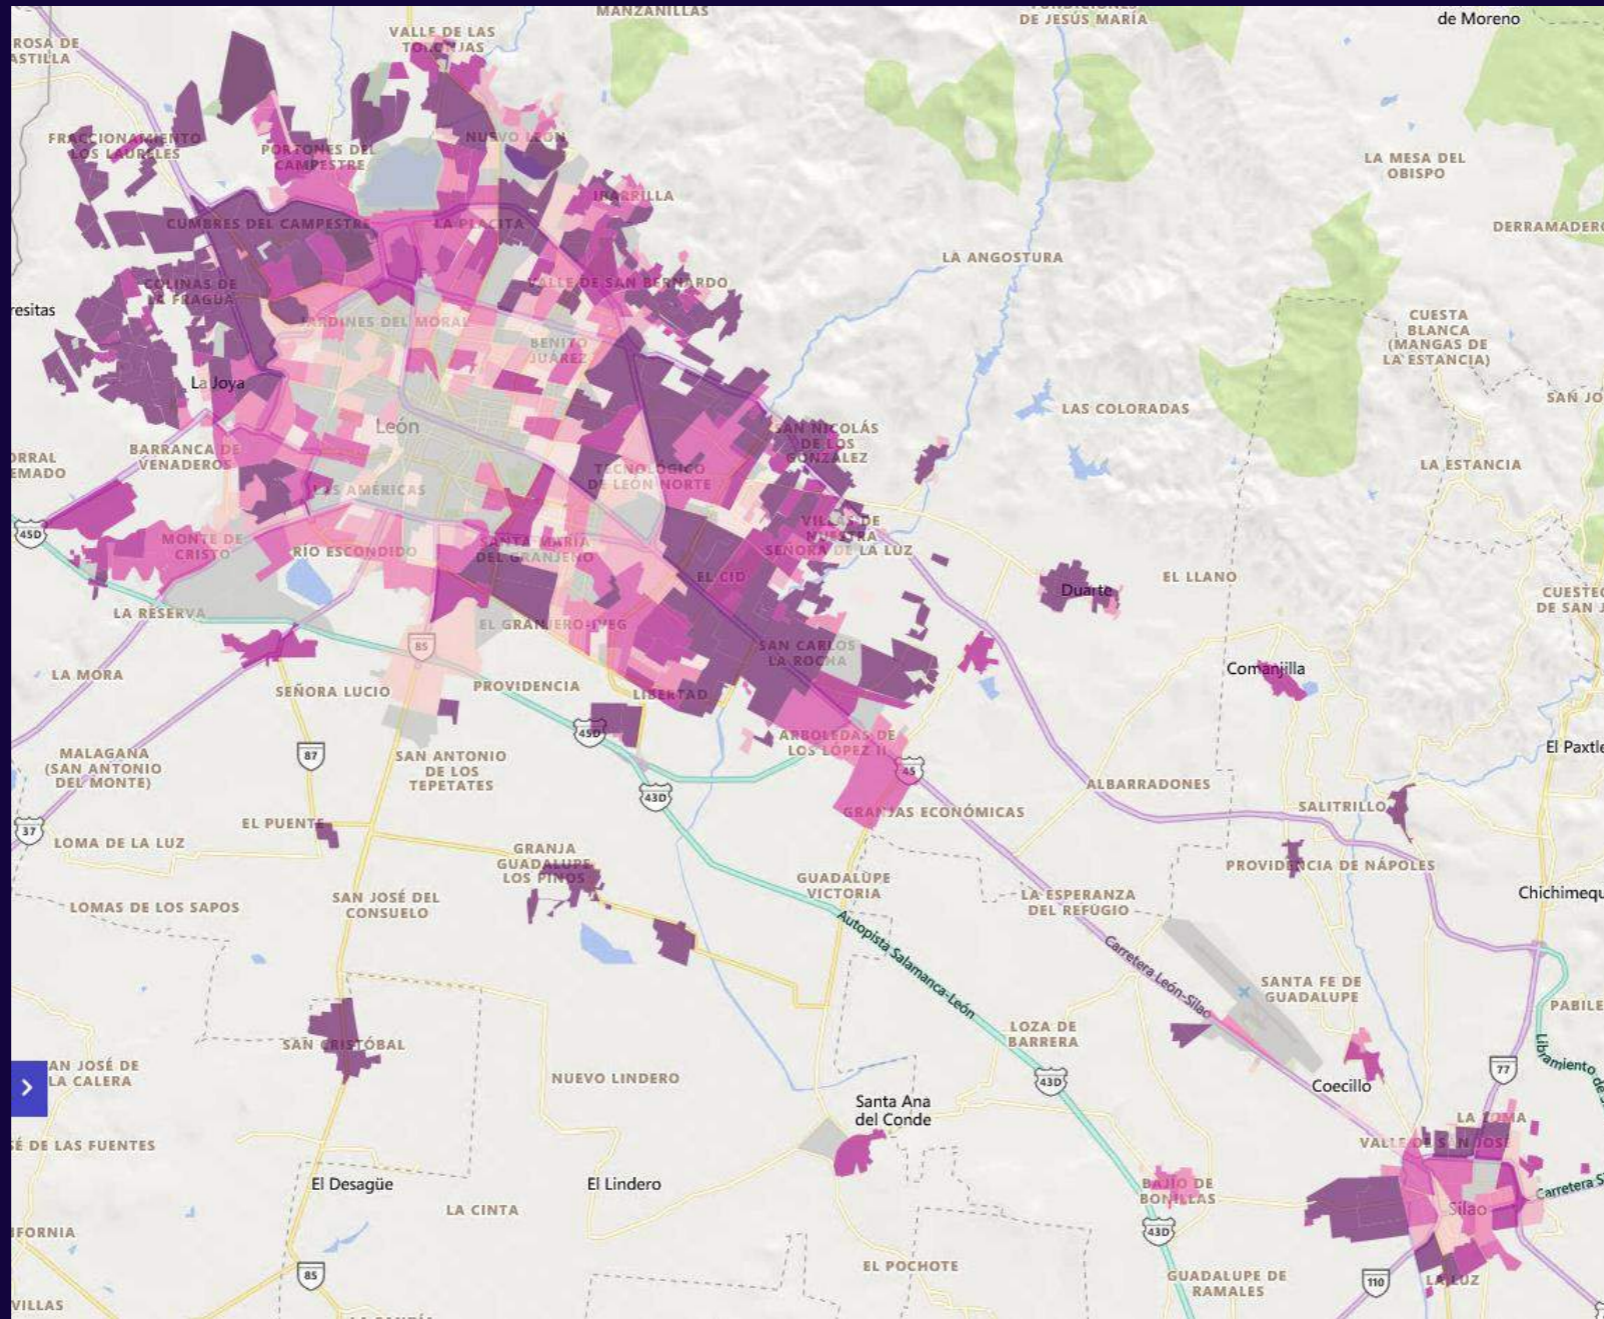 MANZANILLAS
DE JESÚS MARÍA
de Moreno
ROSA DE
ASTILLA
VALLE DE LAS
TORONJAS
FRACCIONAMIENTO
LOS LAURELES
PORTONES DEL
CAMPESTRE
NUEVO LEÓN
LA MESA DEL
OBISPO
IBARRILLA
CUMBRES DEL CAMPESTRE
LA PLACITA
DERRAMADERO
LA ANGOSTURA
COLINAS DE
LA FRAGUA
VALLE DE SAN BERNARDO
resitas
JARDINES DEL MORAL
BENITO
JUÁREZ
CUESTA
BLANCA
(MANGAS DE
LA ESTANCIA)
La Joya
León
LAS COLORADAS
SAN JO
SAN NICOLÁS
DE LOS
GONZÁLEZ
ORRAL
EMADO
BARRANCA DE
VENADEROS
TECNOLÓGICO
DE LEÓN NORTE
LA ESTANCIA
LAS AMÉRICAS
45D
MONTE DE
CRISTO
RÍO ESCONDIDO
SANTA MARÍA
DEL GRANJENO
VILLAS DE
NUESTRA
SEÑORA DE LA LUZ
EL CID
Duarte
EL LLANO
CUESTEC
DE SAN J
LA RESERVA
EL GRANJERO-IVEG
85
SAN CARLOS
LA ROCHA
LA MORA
SEÑORA LUCIO
PROVIDENCIA
LIBERTAD
Comanjilla
45D
ARBOLEDAS DE
LOS LÓPEZ II
El Paxtle
MALAGANA
(SAN ANTONIO
DEL MONTE)
87
SAN ANTONIO
DE LOS
TEPETATES
45
43D
ALBARRADONES
SALITRILLO
GRANJAS ECONÓMICAS
37
EL PUENTE
LOMA DE LA LUZ
GRANJA
GUADALUPE
LOS PINOS
PROVIDENCIA DE NÁPOLES
GUADALUPE
VICTORIA
LA ESPERANZA
DEL REFUGIO
Chichimequ
LOMAS DE LOS SAPOS
SAN JOSÉ DEL
CONSUELO
Autopista Salamanca-León
Carretera León-Silao
SANTA FE DE
GUADALUPE
PABILE
SAN CRISTÓBAL
LOZA DE
BARRERA
Libramiento de
AN JOSÉ DE
LA CALERA
NUEVO LINDERO
43D
77
Coecillo
Santa Ana
del Conde
LA LOMA
É DE LAS FUENTES
VALLE DE SAN JOSÉ
El Desagüe
El Lindero
BAJÍO DE
BONILLAS
Carretera S
LA CINTA
Silao
IFORNIA
43D
EL POCHOTE
85
GUADALUPE DE
RAMALES
110
LA LUZ
VILLAS